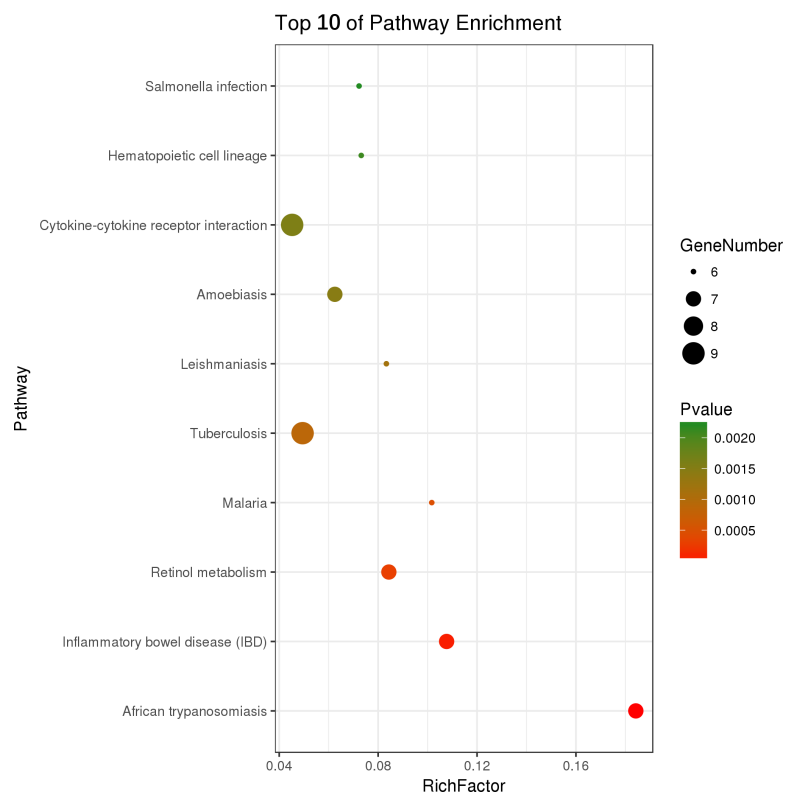 Top 10 of Pathway Enrichment
Salmonella infection
Hematopoietic cell lineage
Cytokine-cytokine receptor interaction
Amoebiasis
Leishmaniasis
Tuberculosis
Malaria
Retinol metabolism
Inflammatory bowel disease (IBD)
African trypanosomiasis
Pathway
0.04
0.08
0.12
0.16
RichFactor
GeneNumber
6
7
8
9
Pvalue
0.0020
0.0015
0.0010
0.0005